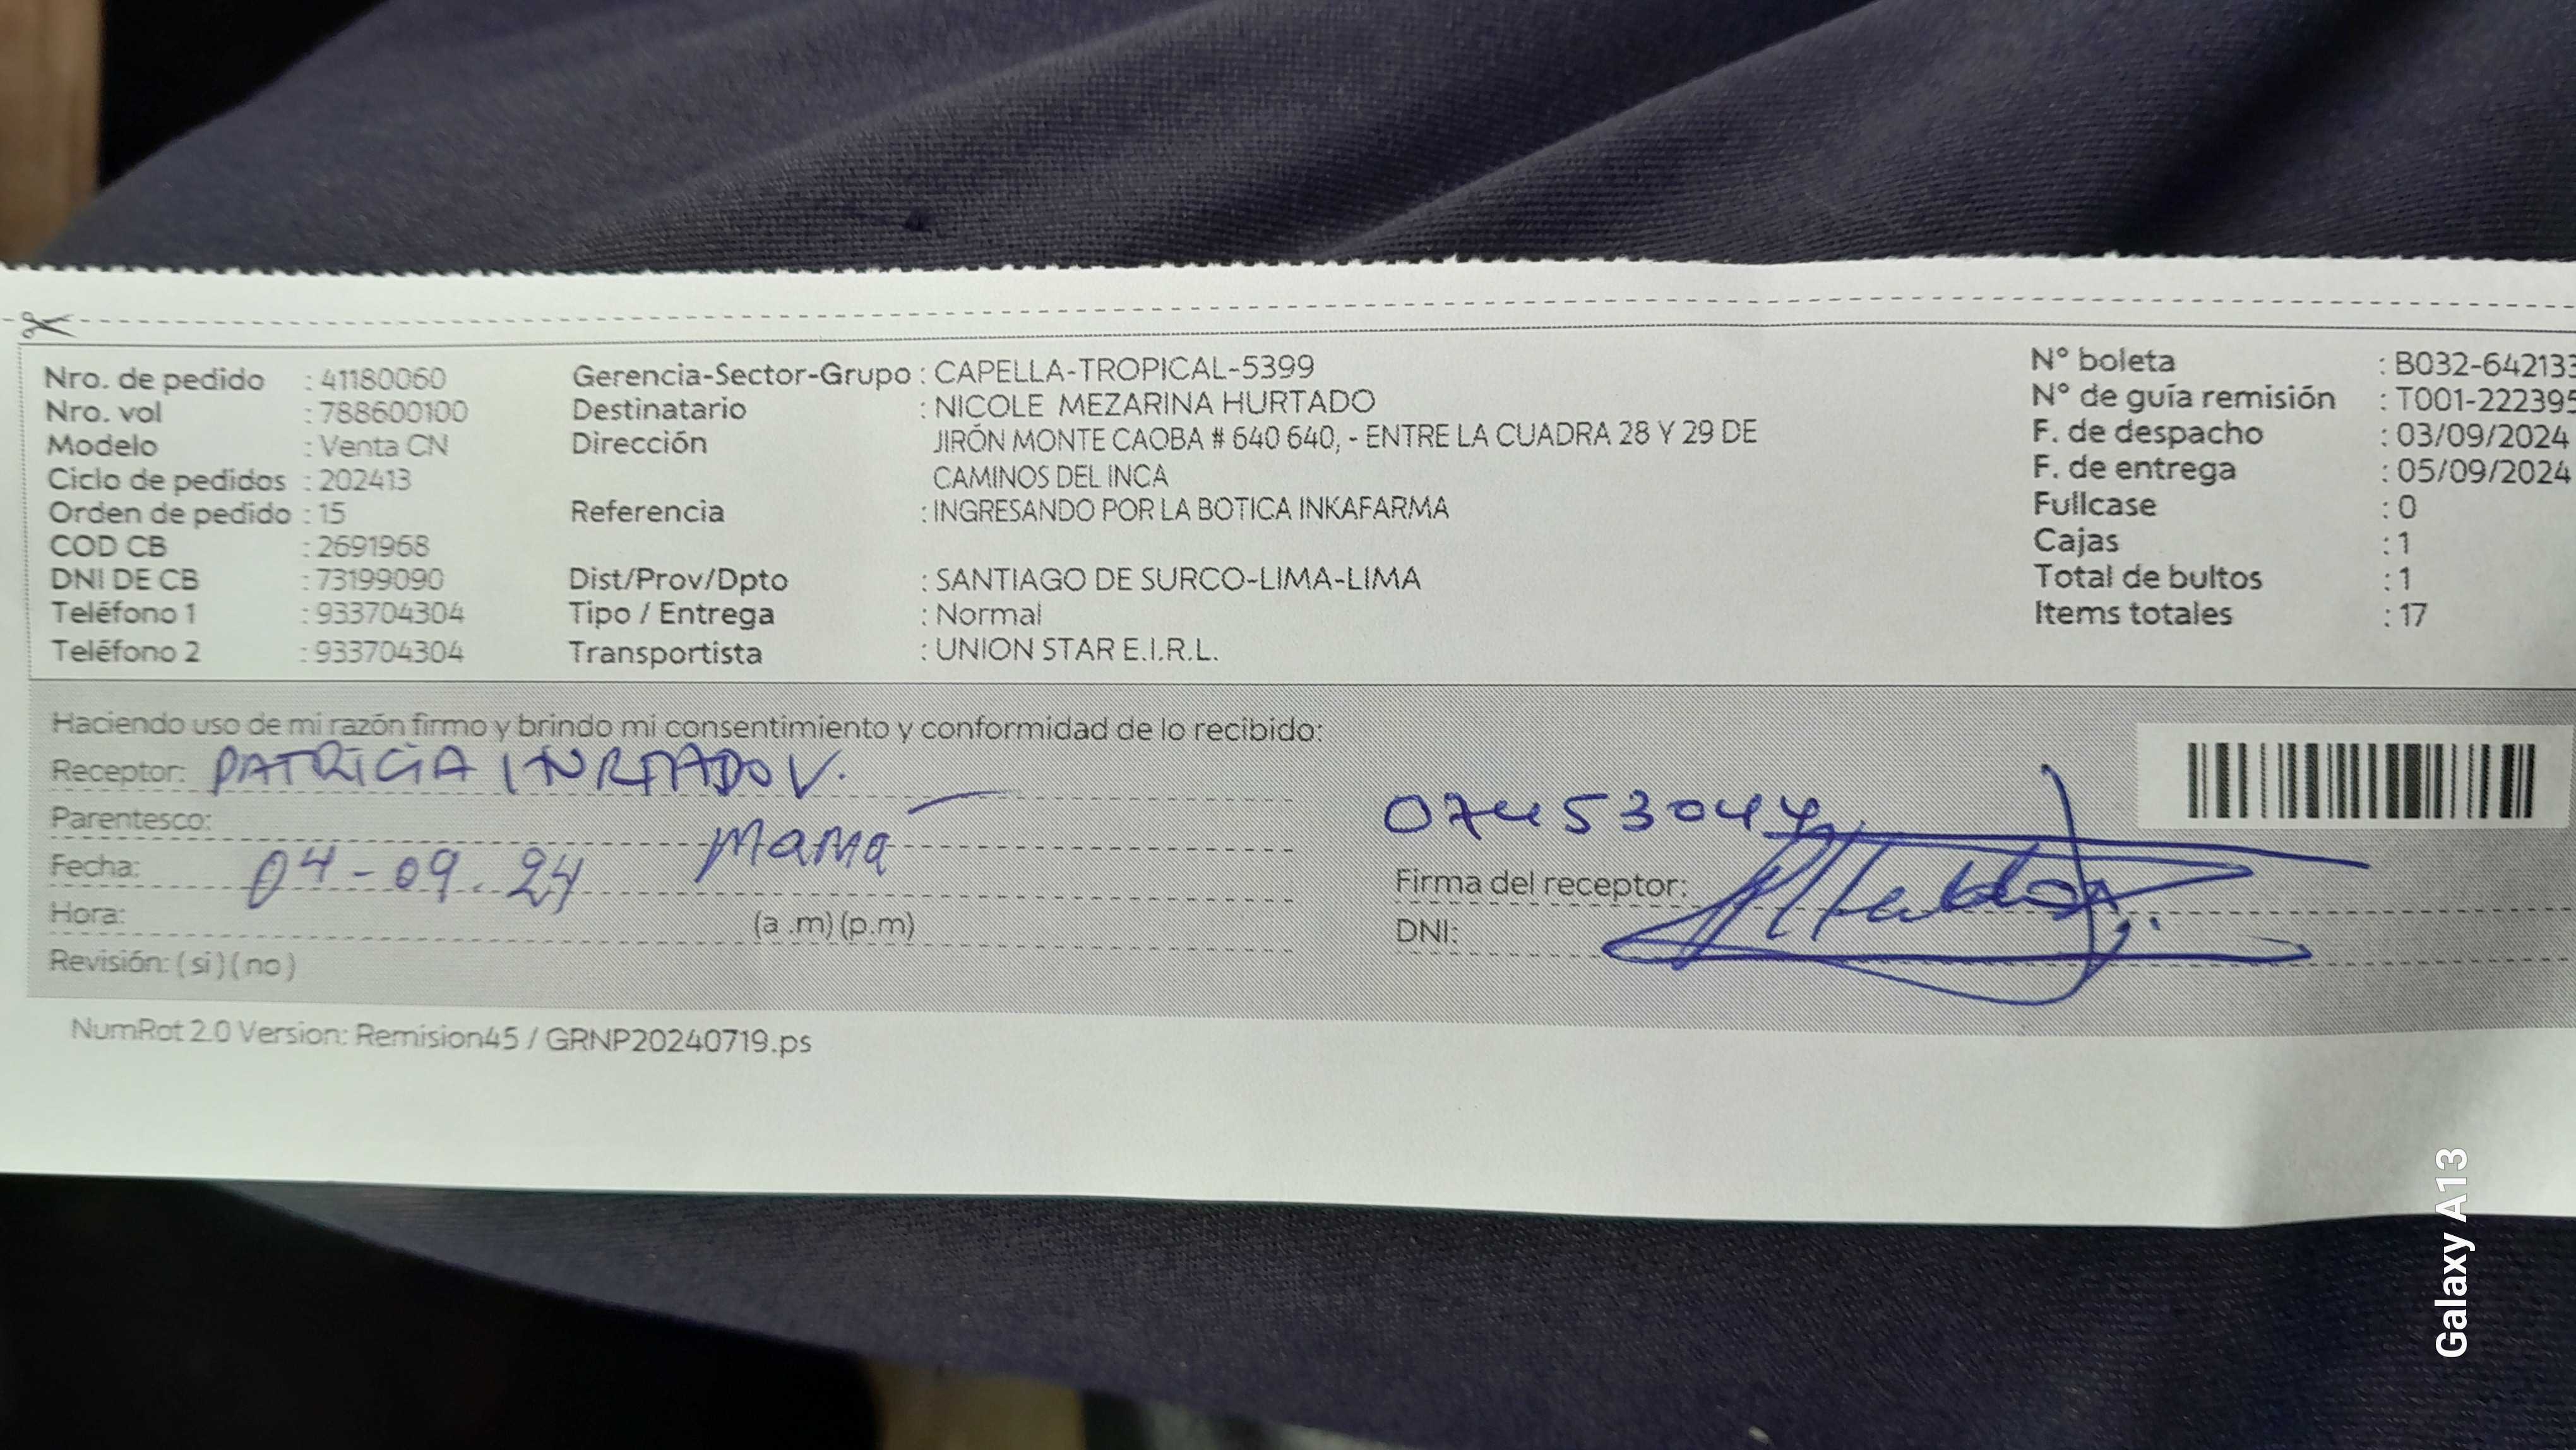 Nro. de pedido : 41180060 Gerencia-Sector-Grupo : CAPELLA-TROPICAL-5399 N° boleta : B032-642133
Nro. vol : 788600100 Destinatario : NICOLE MEZARINA HURTADO N° de guía remisión : T001-222395
Modelo : Venta CN Dirección JIRÓN MONTE CAOBA # 640 640, - ENTRE LA CUADRA 28 Y 29 DE F. de despacho : 03/09/2024
Ciclo de pedidos : 202413 CAMINOS DEL INCA F. de entrega : 05/09/2024
Orden de pedido : 15 Referencia : INGRESANDO POR LA BOTICA INKAFARMA Fullcase : 0
COD CB : 2691968 Cajas : 1
DNI DE CB : 73199090 Dist/Prov/Dpto : SANTIAGO DE SURCO-LIMA-LIMA Total de bultos : 1
Teléfono 1 : 933704304 Tipo / Entrega : Normal Items totales : 17
Teléfono 2 : 933704304 Transportista : UNION STAR E.I.R.L.
Haciendo uso de mi razón firmo y brindo mi consentimiento y conformidad de lo recibido:
Receptor: PATRICIA HURTADO V.
Parentesco: Mamá 07453044
Fecha: 04-09.24 Firma del receptor:
Hora: (a .m) (p.m) DNI:
Revisión: ( si ) ( no )
NumRot 2.0 Version: Remision45 / GRNP20240719.ps
Galaxy A13